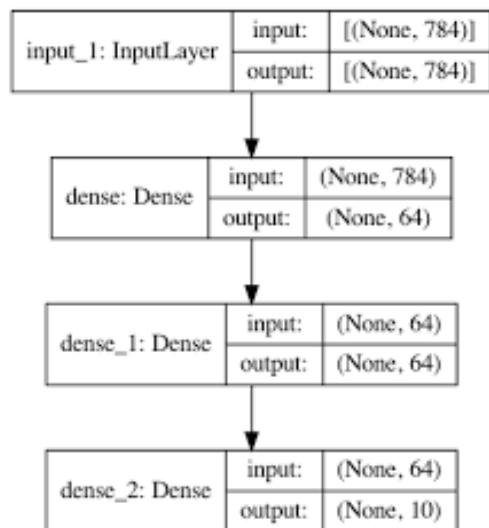 input_1: InputLayer
input: [(None, 784)]
output: [(None, 784)]
dense: Dense
input: (None, 784)
output: (None, 64)
dense_1: Dense
input: (None, 64)
output: (None, 64)
dense_2: Dense
input: (None, 64)
output: (None, 10)